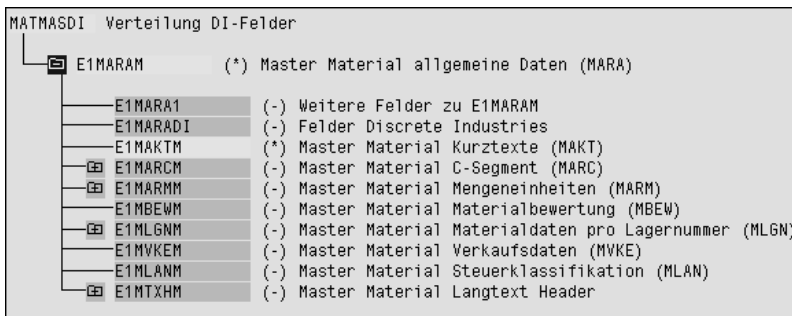 MATMASDI Verteilung DI-Felder
E1MARAM (*) Master Material allgemeine Daten (MARA)
E1MARA1 (-) Weitere Felder zu E1MARAM
E1MARADI (-) Felder Discrete Industries
E1MAKTM (*) Master Material Kurztexte (MAKT)
E1MARCM (-) Master Material C-Segment (MARC)
E1MARMM (-) Master Material Mengeneinheiten (MARM)
E1MBEWM (-) Master Material Materialbewertung (MBEW)
E1MLGNM (-) Master Material Materialdaten pro Lagernummer (MLGN)
E1MVKEM (-) Master Material Verkaufsdaten (MVKE)
E1MLANM (-) Master Material Steuerklassifikation (MLAN)
E1MTXHM (-) Master Material Langtext Header